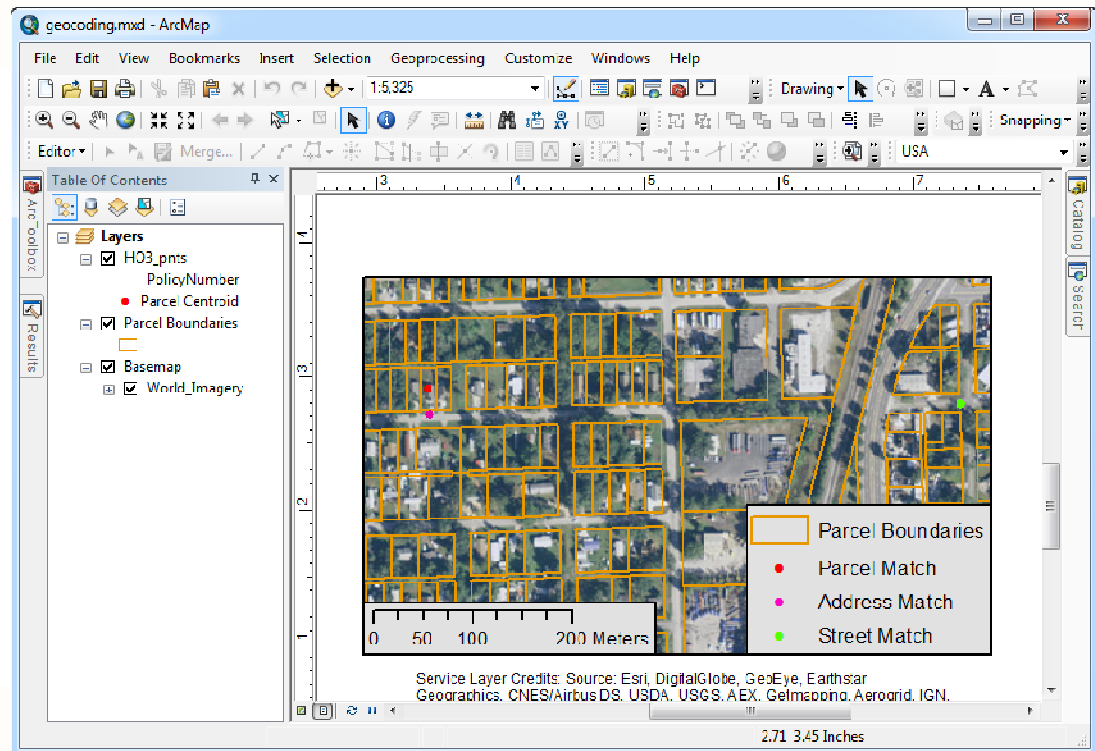 geocoding.mxd - ArcMap
File Edit View Bookmarks Insert Selection Geoprocessing Customize Windows Help
1:5,325 Drawing A
Snapping
Editor Merge... USA
Table Of Contents
ArcToolbox
Results
Layers
HO3_pnts
PolicyNumber
Parcel Centroid
Parcel Boundaries
Basemap
World_Imagery
3 4 5 6 7
4
3
2
1
Catalog
Search
Parcel Boundaries
Parcel Match
Address Match
Street Match
0 50 100 200 Meters
Service Layer Credits: Source: Esri, DigitalGlobe, GeoEye, Earthstar
Geographics, CNES/Airbus DS, USDA, USGS, AEX, Getmapping, Aerogrid, IGN,
2.71 3.45 Inches